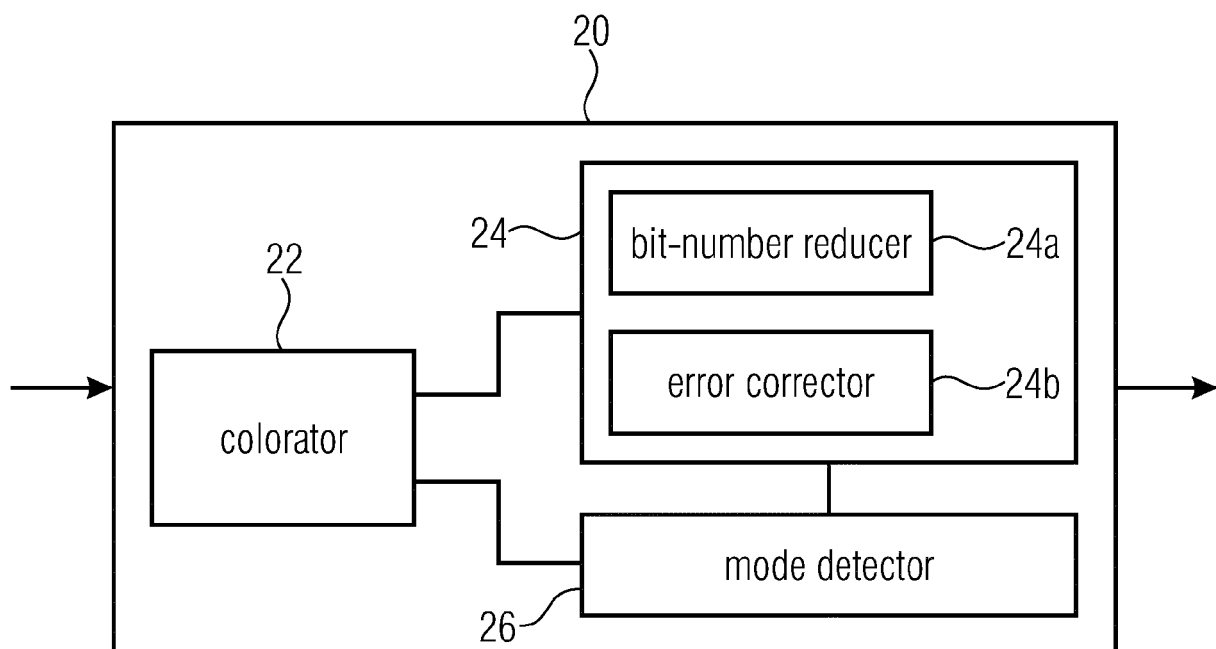 20
24
bit-number reducer
24a
22
error corrector
24b
colorator
mode detector
26